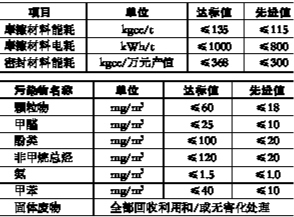 项目 单位 达标值 先进值
摩擦材料能耗 kgce/t ≤135 ≤115
摩擦材料电耗 kWh/t ≤1000 ≤800
密封材料能耗 kgce/万元产值 ≤368 ≤300
污染物名称 单位 达标值 先进值
颗粒物 mg/m³ ≤60 ≤18
甲醛 mg/m³ ≤25 ≤10
酚类 mg/m³ ≤100 ≤20
非甲烷总烃 mg/m³ ≤120 ≤20
氨 mg/m³ ≤1.5 ≤1.0
甲苯 mg/m³ ≤40 ≤10
固体废物 全部回收利用和/或无害化处理